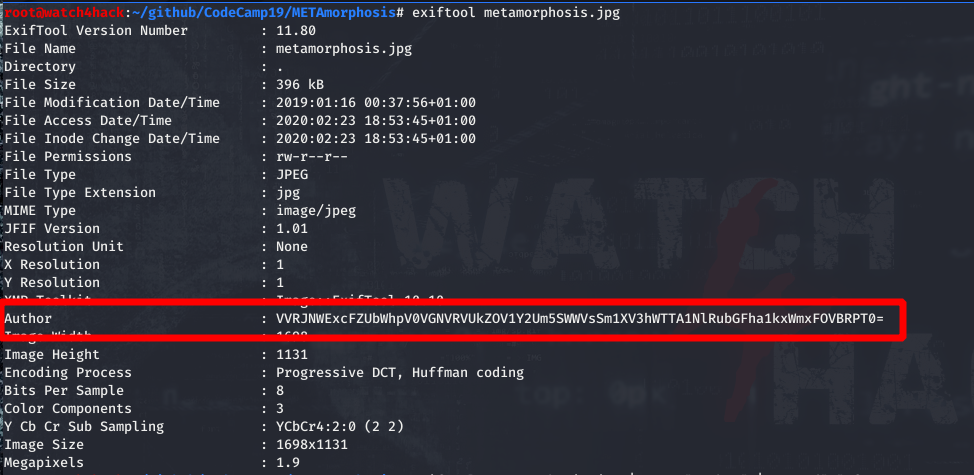 root@watch4hack:~/github/CodeCamp19/METAmorphosis# exiftool metamorphosis.jpg
ExifTool Version Number : 11.80
File Name : metamorphosis.jpg
Directory : .
File Size : 396 kB
File Modification Date/Time : 2019:01:16 00:37:56+01:00
File Access Date/Time : 2020:02:23 18:53:45+01:00
File Inode Change Date/Time : 2020:02:23 18:53:45+01:00
File Permissions : rw-r--r--
File Type : JPEG
File Type Extension : jpg
MIME Type : image/jpeg
JFIF Version : 1.01
Resolution Unit : None
X Resolution : 1
Y Resolution : 1
XMP Toolkit : Image::ExifTool 10.10
Author : VVRJNWExcFZUbWhpV0VGNVRVUkZOV1Y2Um5SWWVsSm1XV3hWTTA1NlRubGFha1kxWmxFOVBRPT0=
Image Width : 1698
Image Height : 1131
Encoding Process : Progressive DCT, Huffman coding
Bits Per Sample : 8
Color Components : 3
Y Cb Cr Sub Sampling : YCbCr4:2:0 (2 2)
Image Size : 1698x1131
Megapixels : 1.9
WATCH
HA